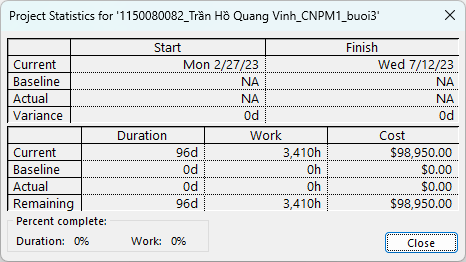 Project Statistics for '1150080082_Trần Hồ Quang Vinh_CNPM1_buoi3'
Start Finish
Current Mon 2/27/23 Wed 7/12/23
Baseline NA NA
Actual NA NA
Variance 0d 0d
Duration Work Cost
Current 96d 3,410h $98,950.00
Baseline 0d 0h $0.00
Actual 0d 0h $0.00
Remaining 96d 3,410h $98,950.00
Percent complete:
Duration: 0% Work: 0%
Close